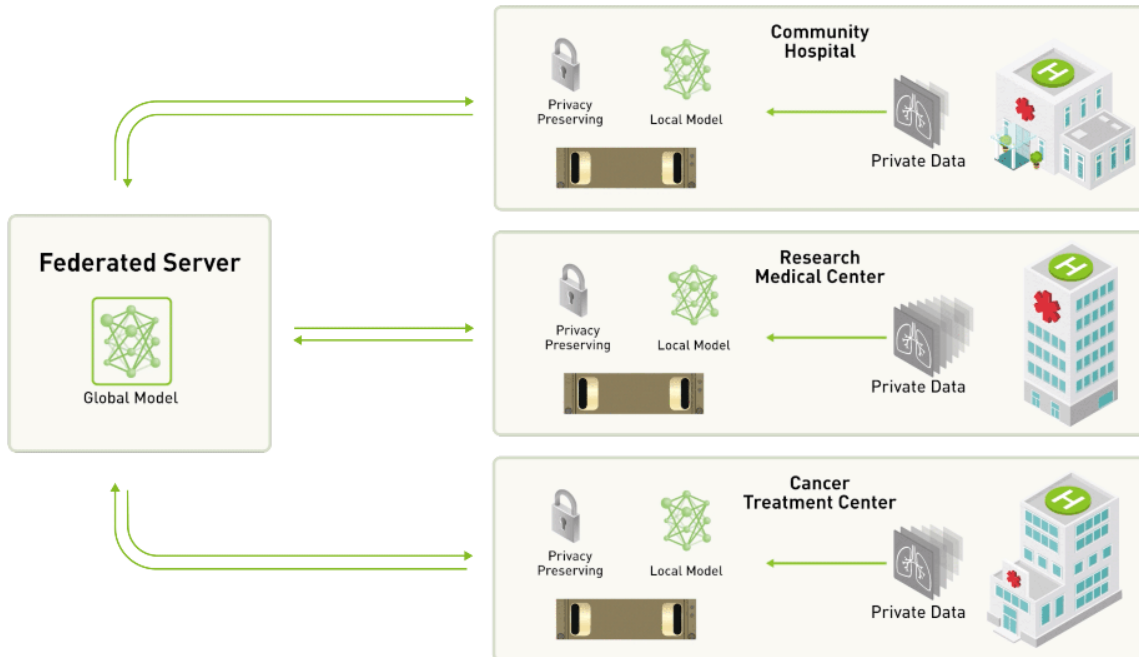 Community
Hospital
Privacy
Preserving
Local Model
Private Data
H
Federated Server
Global Model
Research
Medical Center
Privacy
Preserving
Local Model
Private Data
H
Cancer
Treatment Center
Privacy
Preserving
Local Model
Private Data
H